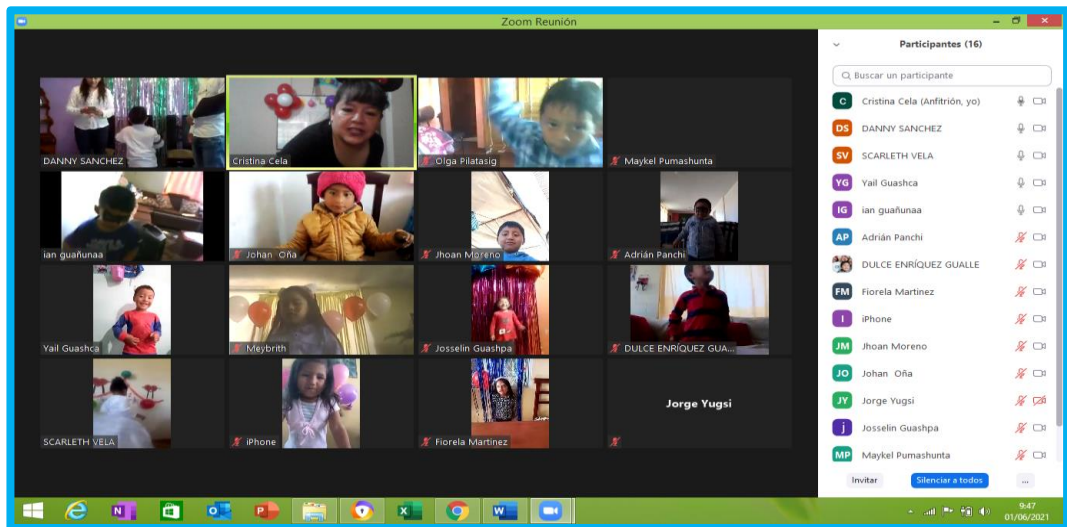 Zoom Reunión
DANNY SANCHEZ
Cristina Cela
Olga Pilatasig
Maykel Pumashunta
ian guañunaa
Johan Oña
Jhoan Moreno
Adrián Panchi
Yail Guashca
Meybrith
Josselin Guashpa
DULCE ENRÍQUEZ GUA...
SCARLETH VELA
iPhone
Fiorela Martinez
Jorge Yugsi
Participantes (16)
Buscar un participante
C Cristina Cela (Anfitrión, yo)
DS DANNY SANCHEZ
SV SCARLETH VELA
YG Yail Guashca
IG ian guañunaa
AP Adrián Panchi
DULCE ENRÍQUEZ GUALLE
FM Fiorela Martinez
I iPhone
JM Jhoan Moreno
JO Johan Oña
JY Jorge Yugsi
j Josselin Guashpa
MP Maykel Pumashunta
Invitar Silenciar a todos ...
9:47
01/06/2021